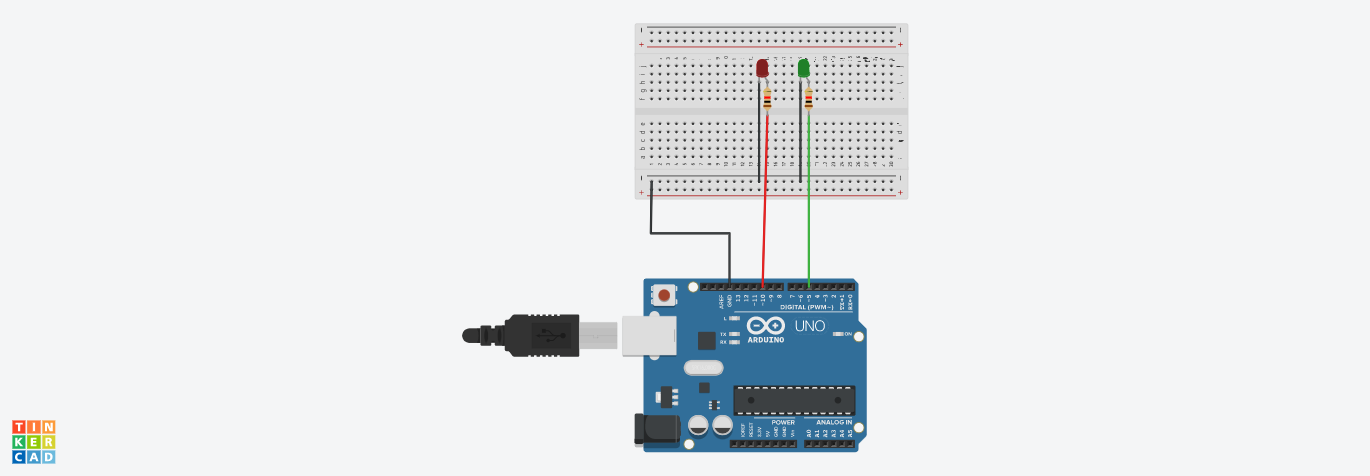 AREF
GND
13
12
~11
~10
~9
8
7
~6
~5
4
~3
2
TX→1
RX←0
DIGITAL (PWM~)
L
TX
RX
UNO
ARDUINO
ON
POWER
ANALOG IN
IOREF
RESET
3.3V
5V
GND
GND
Vin
A0
A1
A2
A3
A4
A5
TIN
KER
CAD